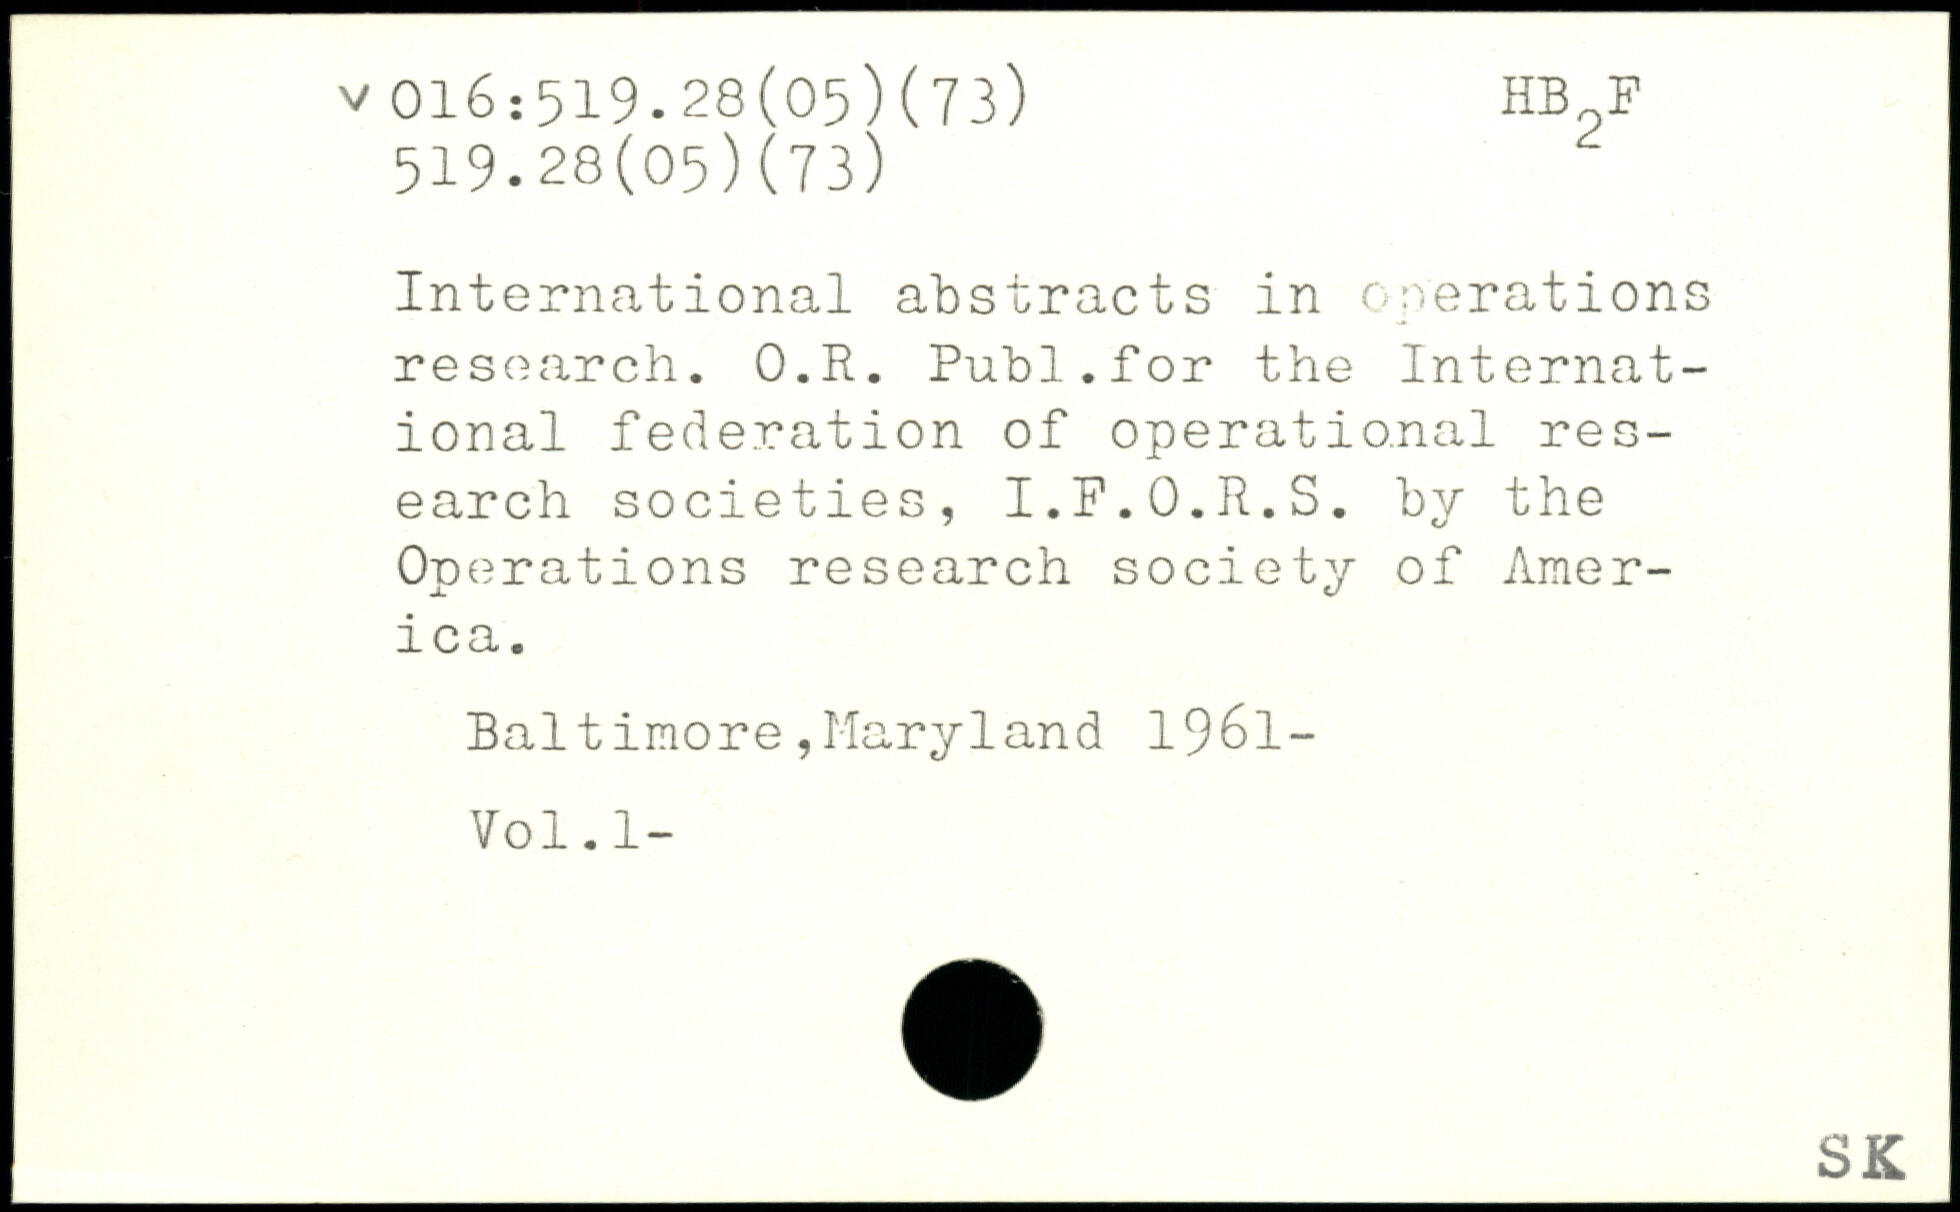 v 016:519.28(05)(73) HB2F
519.28(05)(73)
International abstracts in operations
research. O.R. Publ.for the Internat-
ional federation of operational res-
earch societies, I.F.O.R.S. by the
Operations research society of Amer-
ica.
Baltimore,Maryland 1961-
Vol.1-
SK